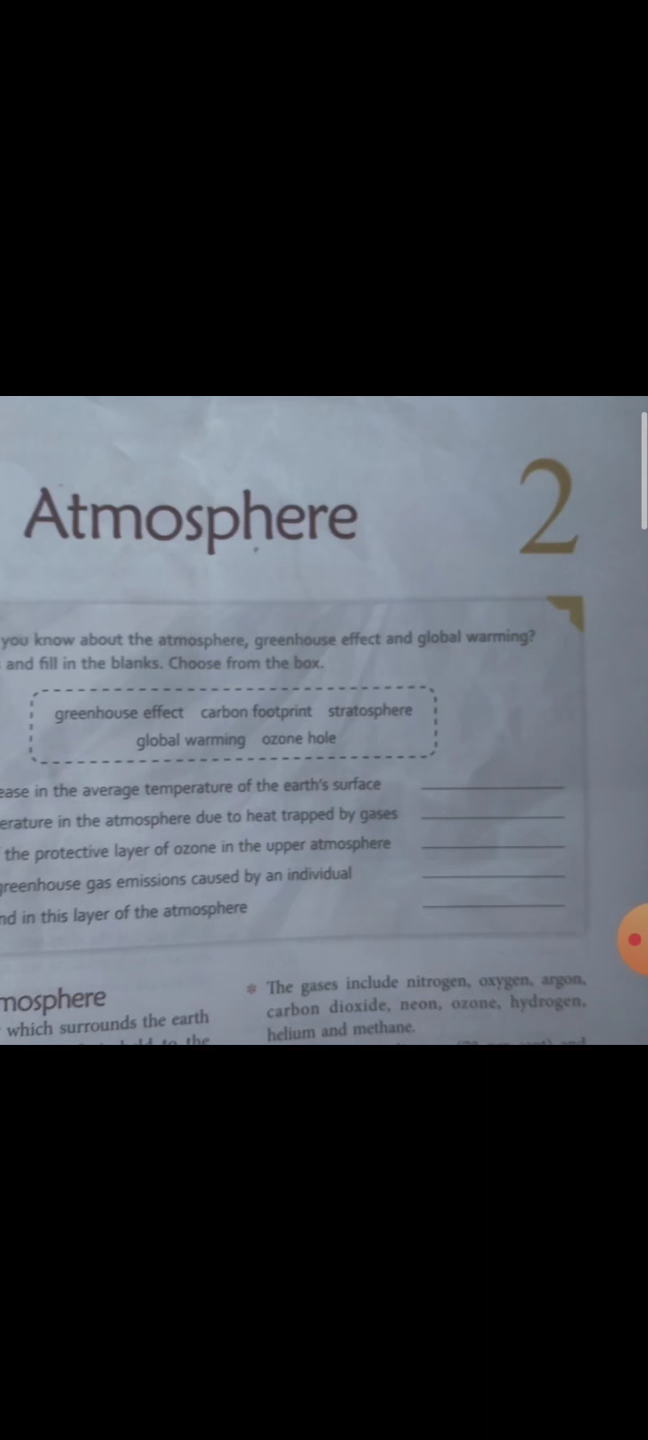 Atmosphere 2
you know about the atmosphere, greenhouse effect and global warming?
and fill in the blanks. Choose from the box.
greenhouse effect carbon footprint stratosphere
global warming ozone hole
ease in the average temperature of the earth's surface
erature in the atmosphere due to heat trapped by gases
the protective layer of ozone in the upper atmosphere
greenhouse gas emissions caused by an individual
nd in this layer of the atmosphere
mosphere
which surrounds the earth
to the
* The gases include nitrogen, oxygen, argon,
carbon dioxide, neon, ozone, hydrogen,
helium and methane.